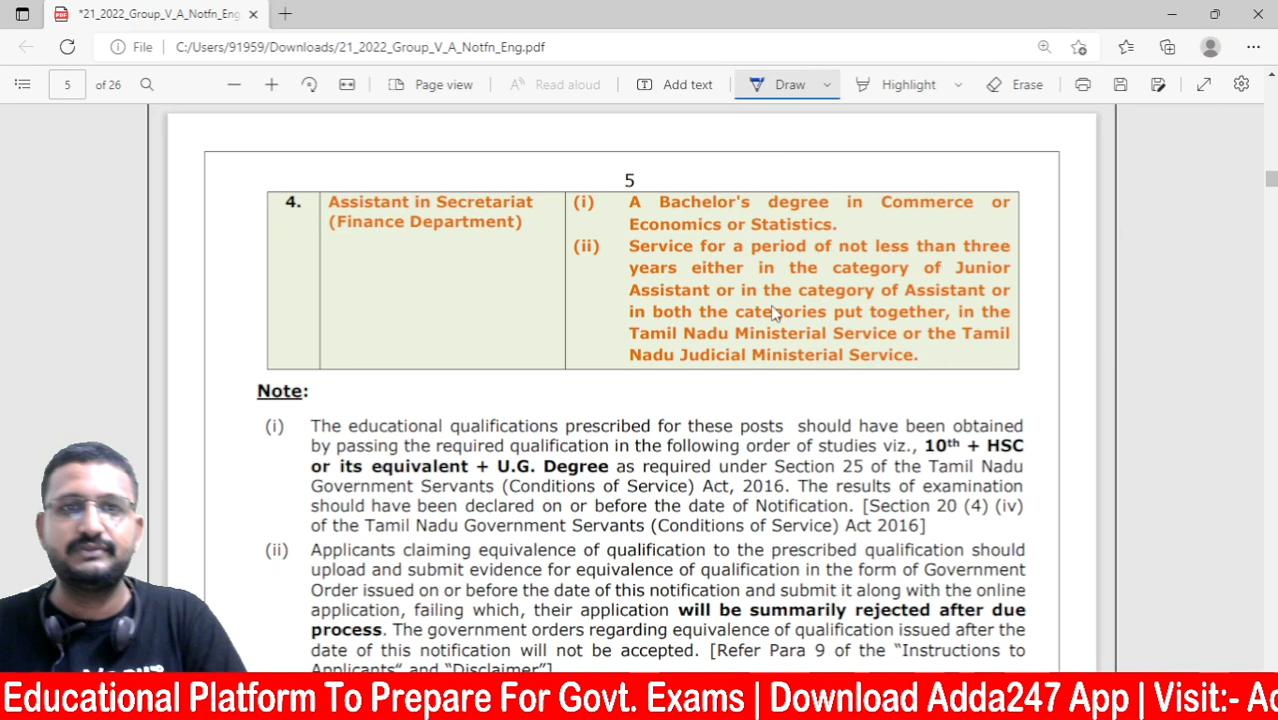 *21_2022_Group_V_A_Notfn_Eng
File C:/Users/91959/Downloads/21_2022_Group_V_A_Notfn_Eng.pdf
5 of 26 Page view Read aloud Add text Draw Highlight Erase
5
4. Assistant in Secretariat (i) A Bachelor's degree in Commerce or
(Finance Department) Economics or Statistics.
(ii) Service for a period of not less than three
years either in the category of Junior
Assistant or in the category of Assistant or
in both the categories put together, in the
Tamil Nadu Ministerial Service or the Tamil
Nadu Judicial Ministerial Service.
Note:
(i) The educational qualifications prescribed for these posts should have been obtained
by passing the required qualification in the following order of studies viz., 10th + HSC
or its equivalent + U.G. Degree as required under Section 25 of the Tamil Nadu
Government Servants (Conditions of Service) Act, 2016. The results of examination
should have been declared on or before the date of Notification. [Section 20 (4) (iv)
of the Tamil Nadu Government Servants (Conditions of Service) Act 2016]
(ii) Applicants claiming equivalence of qualification to the prescribed qualification should
upload and submit evidence for equivalence of qualification in the form of Government
Order issued on or before the date of this notification and submit it along with the online
application, failing which, their application will be summarily rejected after due
process. The government orders regarding equivalence of qualification issued after the
date of this notification will not be accepted. [Refer Para 9 of the "Instructions to
Applicants" and "Disclaimer"]
Educational Platform To Prepare For Govt. Exams | Download Adda247 App | Visit:-